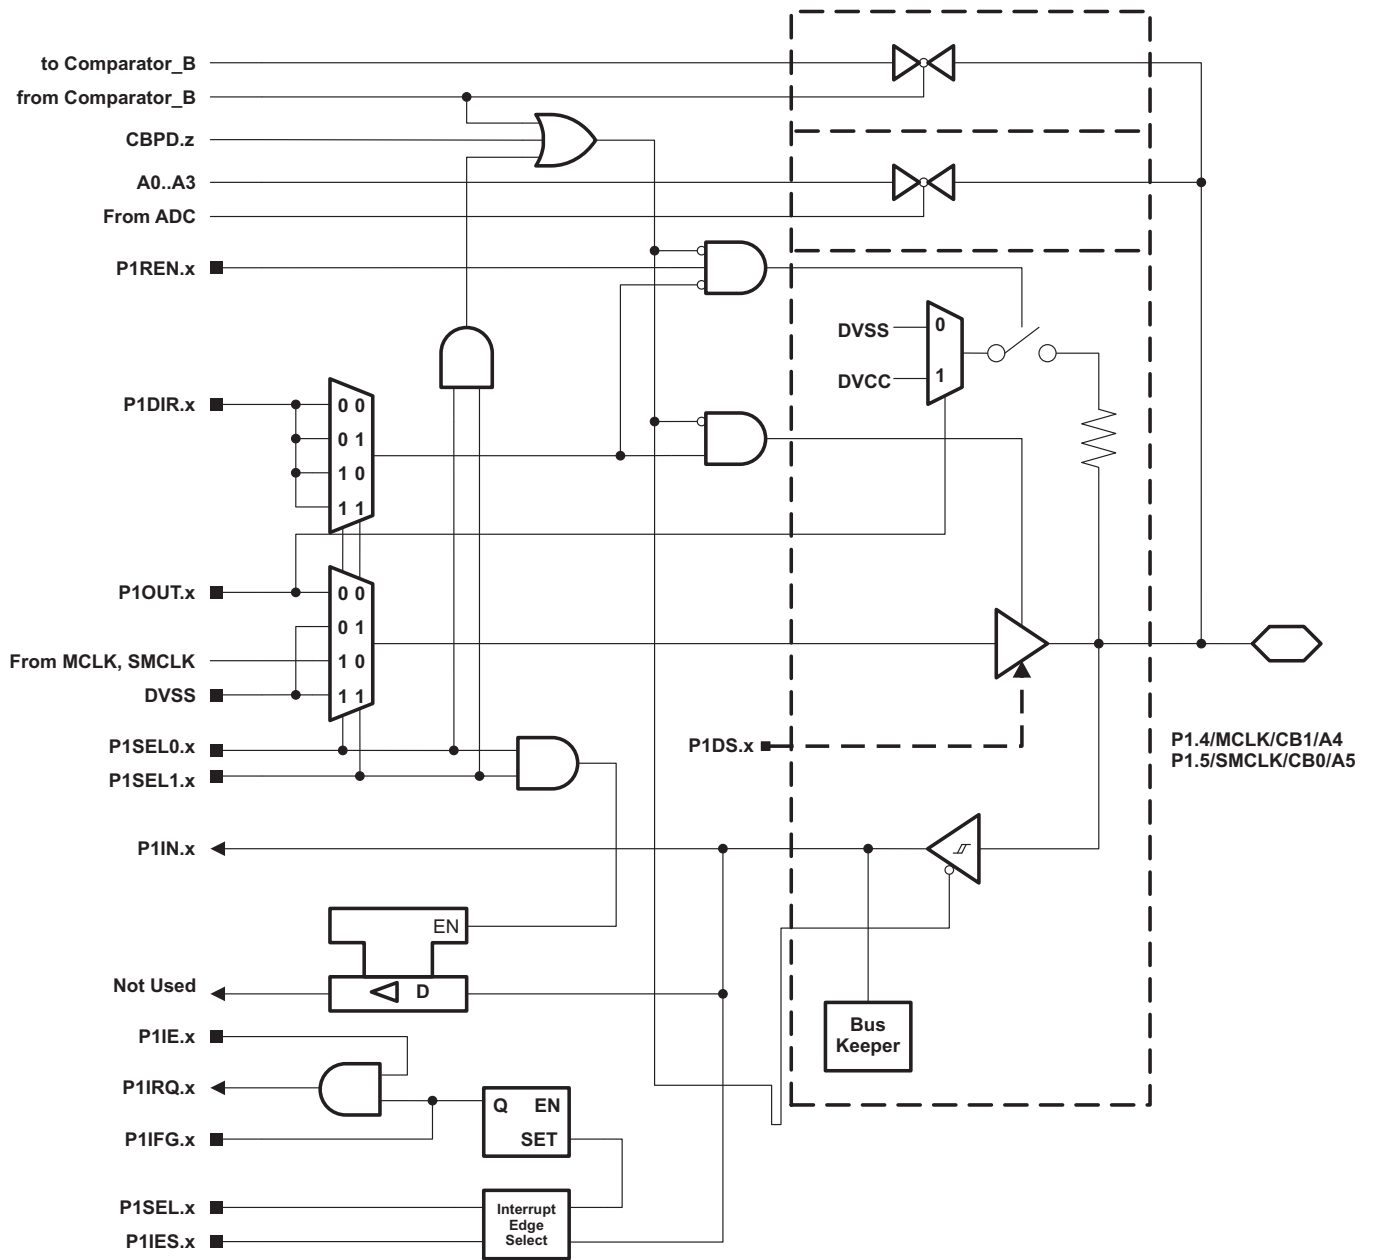 to Comparator_B
from Comparator_B
CBPD.z
A0..A3
From ADC
P1REN.x
DVSS
0
DVCC
1
P1DIR.x
0 0
0 1
1 0
1 1
P1OUT.x
0 0
0 1
From MCLK, SMCLK
1 0
DVSS
1 1
P1SEL0.x
P1SEL1.x
P1DS.x
P1.4/MCLK/CB1/A4
P1.5/SMCLK/CB0/A5
P1IN.x
EN
Not Used
D
Bus
Keeper
P1IE.x
P1IRQ.x
Q EN
SET
P1IFG.x
P1SEL.x
Interrupt
Edge
Select
P1IES.x